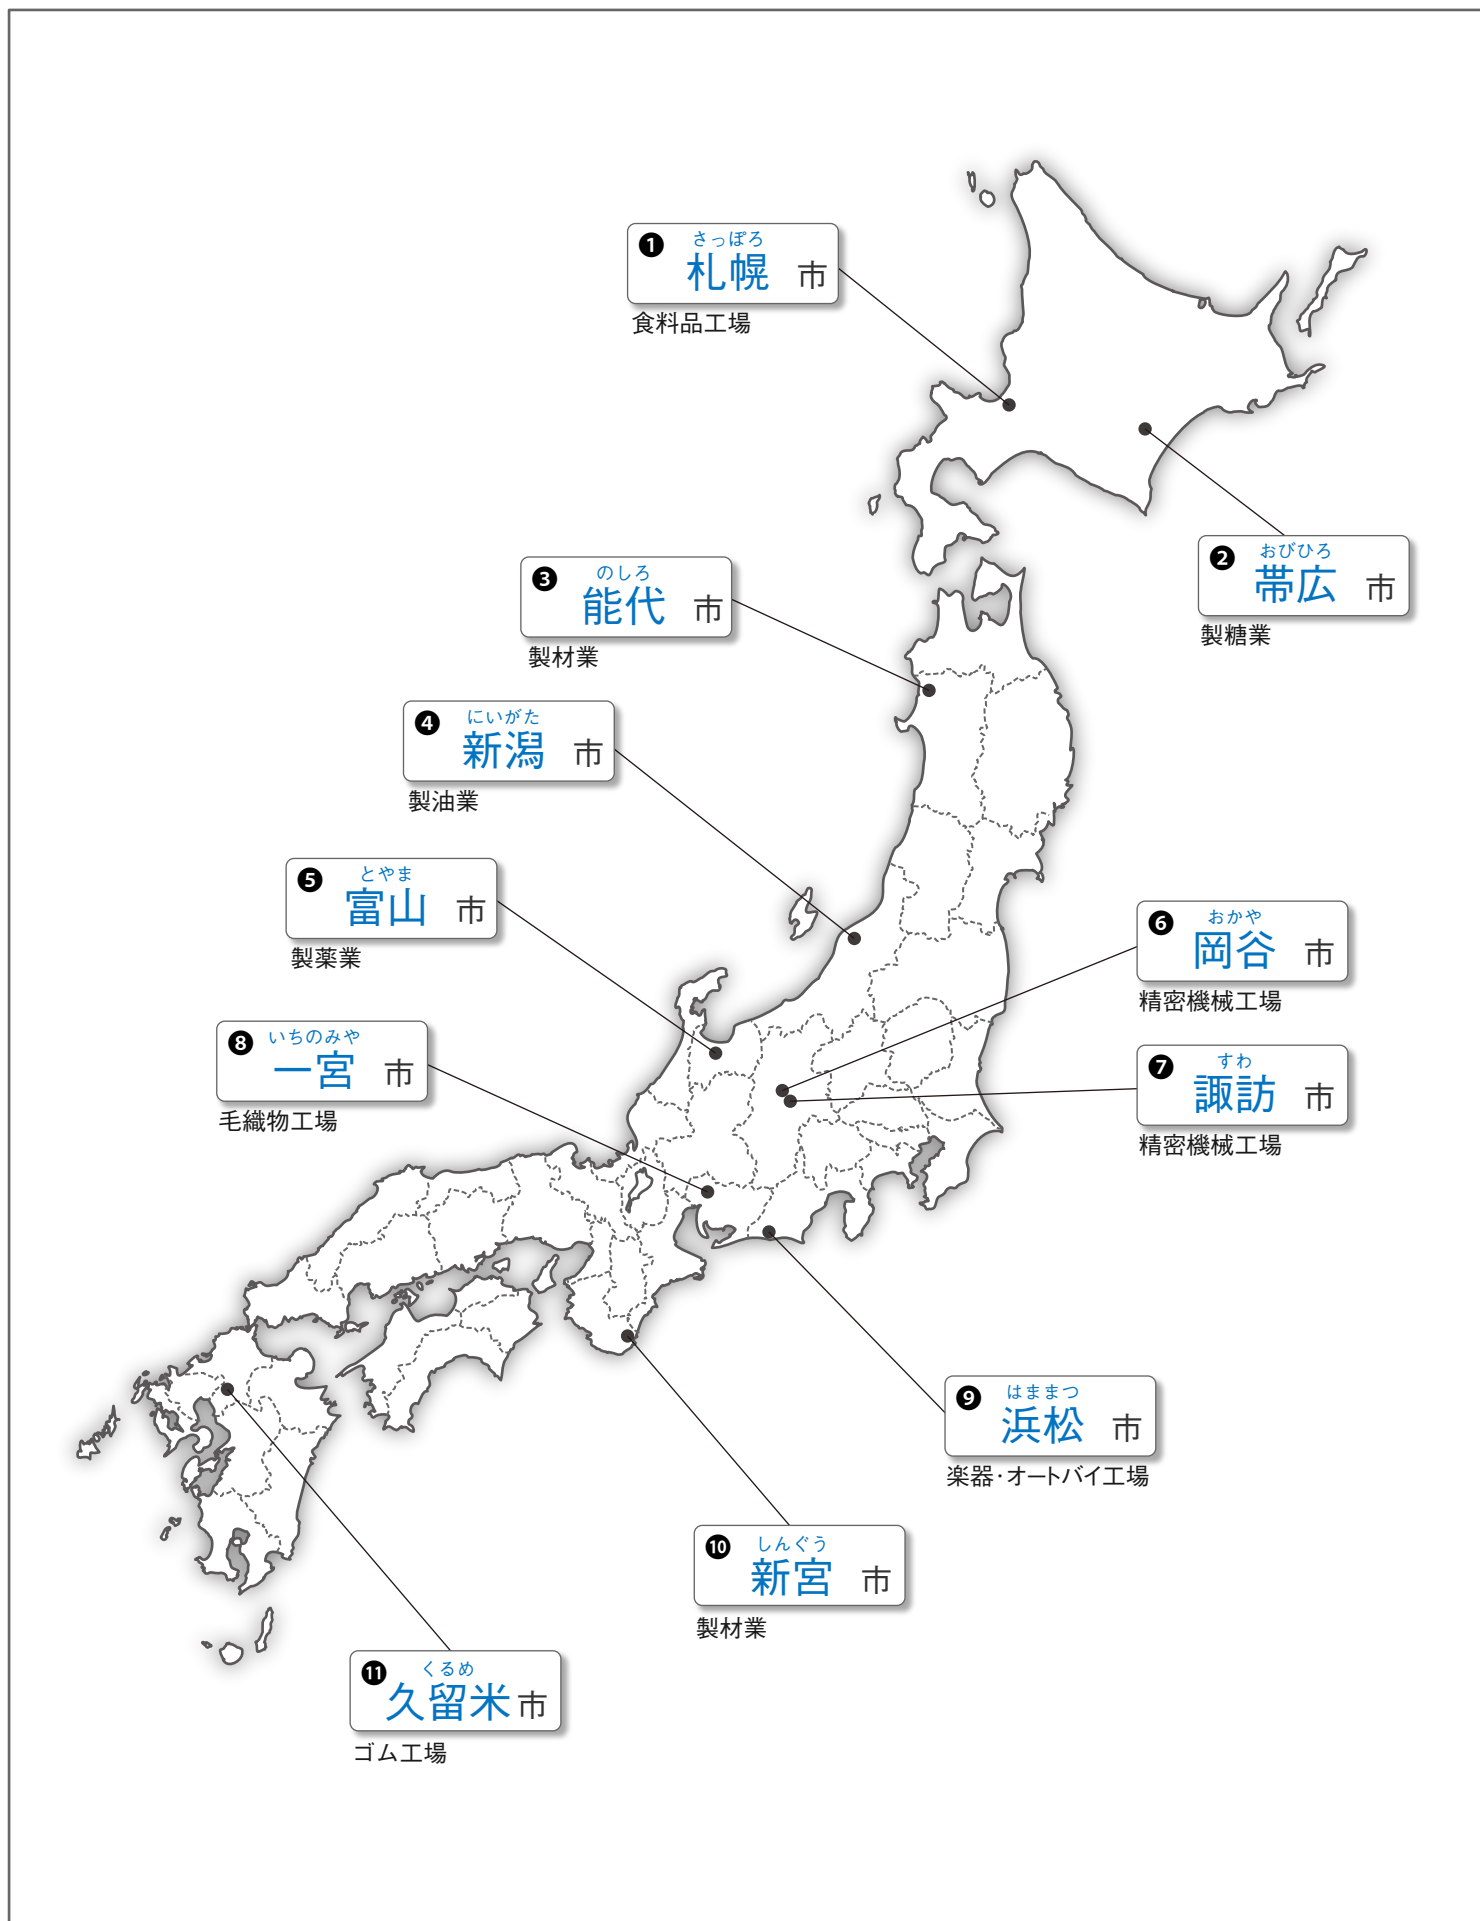 ❶ さっぽろ
札幌 市
食料品工場
❷ おびひろ
帯広 市
製糖業
❸ のしろ
能代 市
製材業
❹ にいがた
新潟 市
製油業
❺ とやま
富山 市
製薬業
❻ おかや
岡谷 市
精密機械工場
❼ すわ
諏訪 市
精密機械工場
❽ いちのみや
一宮 市
毛織物工場
❾ はままつ
浜松 市
楽器・オートバイ工場
❿ しんぐう
新宮 市
製材業
⓫ くるめ
久留米 市
ゴム工場